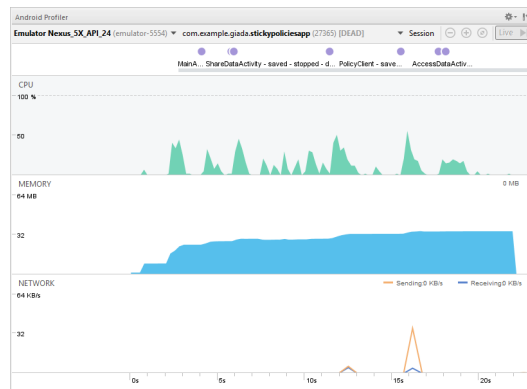 Android Profiler
Emulator Nexus_5X_API_24 (emulator-5554) com.example.giada.stickypoliciesapp (27365) [DEAD] Session Live
MainA... ShareDataActivity - saved - stopped - d... PolicyClient - save... AccessDataActiv...
CPU
100 %
50
MEMORY
0 MB
64 MB
32
NETWORK
Sending:0 KB/s Receiving:0 KB/s
64 KB/s
32
0s 5s 10s 15s 20s